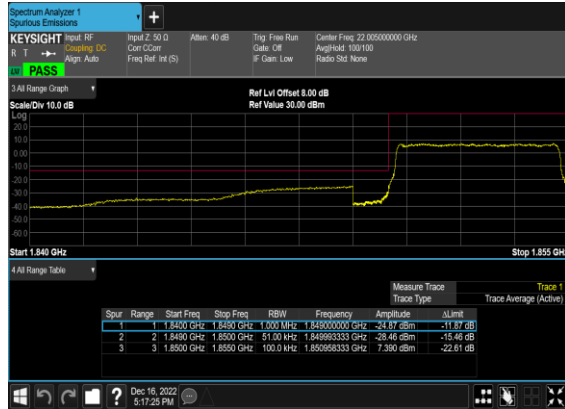 Spectrum Analyzer 1
Spurious Emissions
+
KEYSIGHT Input: RF Input Z: 50 Ω Atten: 40 dB Trig: Free Run Center Freq: 22.005000000 GHz
R T Coupling: DC Corr CCorr Gate: Off Avg|Hold: 100/100
Align: Auto Freq Ref: Int (S) IF Gain: Low Radio Std: None
PASS
3 All Range Graph Ref Lvl Offset 8.00 dB
Scale/Div 10.0 dB Ref Value 30.00 dBm
Log
20.0
10.0
0.00
-10.0
-20.0
-30.0
-40.0
-50.0
-60.0
Start 1.840 GHz Stop 1.855 GH
4 All Range Table
Measure Trace Trace 1
Trace Type Trace Average (Active)
Spur Range Start Freq Stop Freq RBW Frequency Amplitude ΔLimit
1 1 1.8400 GHz 1.8490 GHz 1.000 MHz 1.849000000 GHz -24.87 dBm -11.87 dB
2 2 1.8490 GHz 1.8500 GHz 51.00 kHz 1.849993333 GHz -28.46 dBm -15.46 dB
3 3 1.8500 GHz 1.8550 GHz 100.0 kHz 1.850958333 GHz 7.390 dBm -22.61 dB
?
Dec 16, 2022
5:17:25 PM